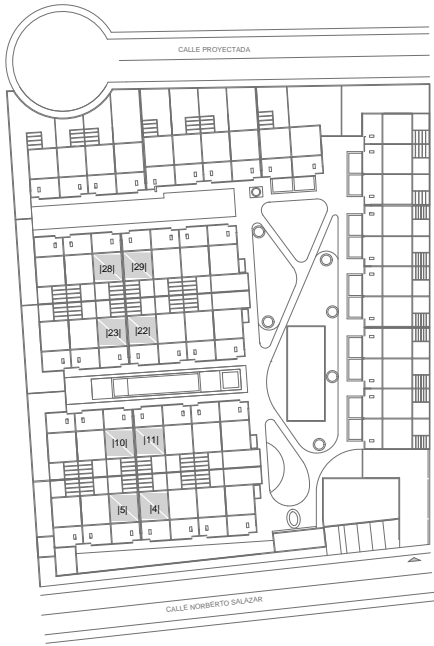 CALLE PROYECTADA
|28| |29|
|23| |22|
|10| |11|
|5| |4|
CALLE NORBERTO SALAZAR